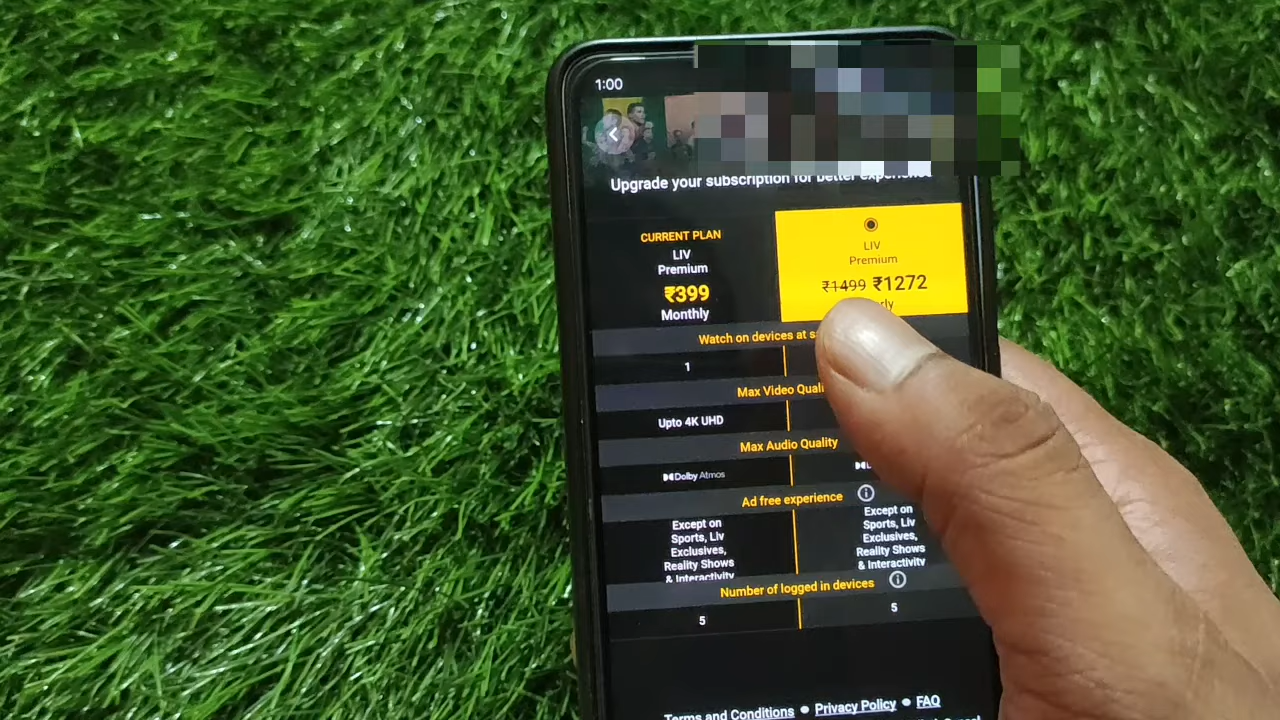 1:00
Upgrade your subscription for better experience
CURRENT PLAN
LIV
Premium
₹399
Monthly
LIV
Premium
₹1499 ₹1272
rly
Watch on devices at sa
1
Max Video Quali
Upto 4K UHD
Max Audio Quality
Dolby Atmos
Ad free experience
Except on
Sports, Liv
Exclusives,
Reality Shows
& Interactivity
Except on
Sports, Liv
Exclusives,
Reality Shows
& Interactivity
Number of logged in devices
5
5
Terms and Conditions • Privacy Policy • FAQ